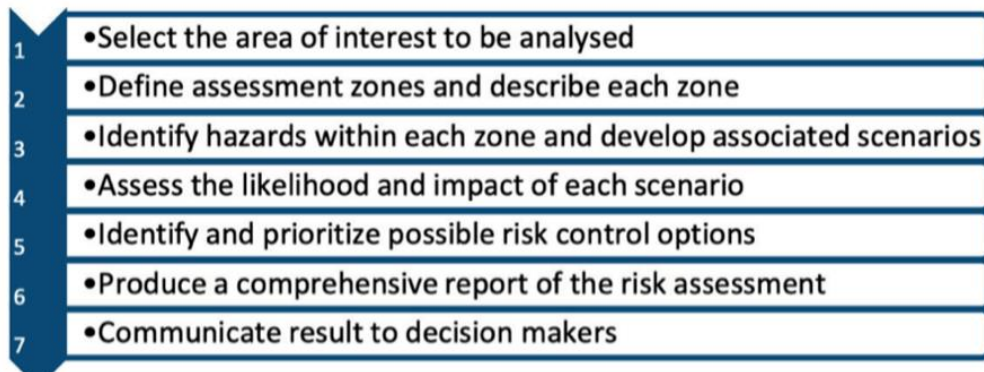 1 •Select the area of interest to be analysed
2 •Define assessment zones and describe each zone
3 •Identify hazards within each zone and develop associated scenarios
4 •Assess the likelihood and impact of each scenario
5 •Identify and prioritize possible risk control options
6 •Produce a comprehensive report of the risk assessment
7 •Communicate result to decision makers